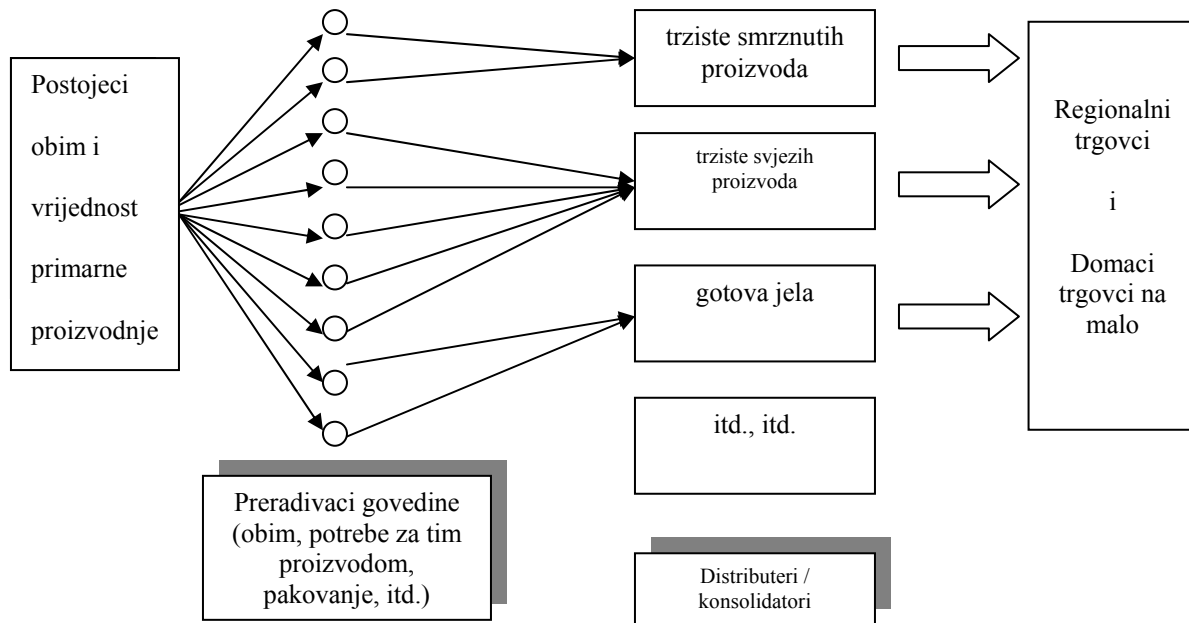 Postojeci
obim i
vrijednost
primarne
proizvodnje
trziste smrznutih
proizvoda
trziste svjezih
proizvoda
gotova jela
itd., itd.
Regionalni
trgovci
i
Domaci
trgovci na
malo
Preradivaci govedine
(obim, potrebe za tim
proizvodom,
pakovanje, itd.)
Distributeri /
konsolidatori